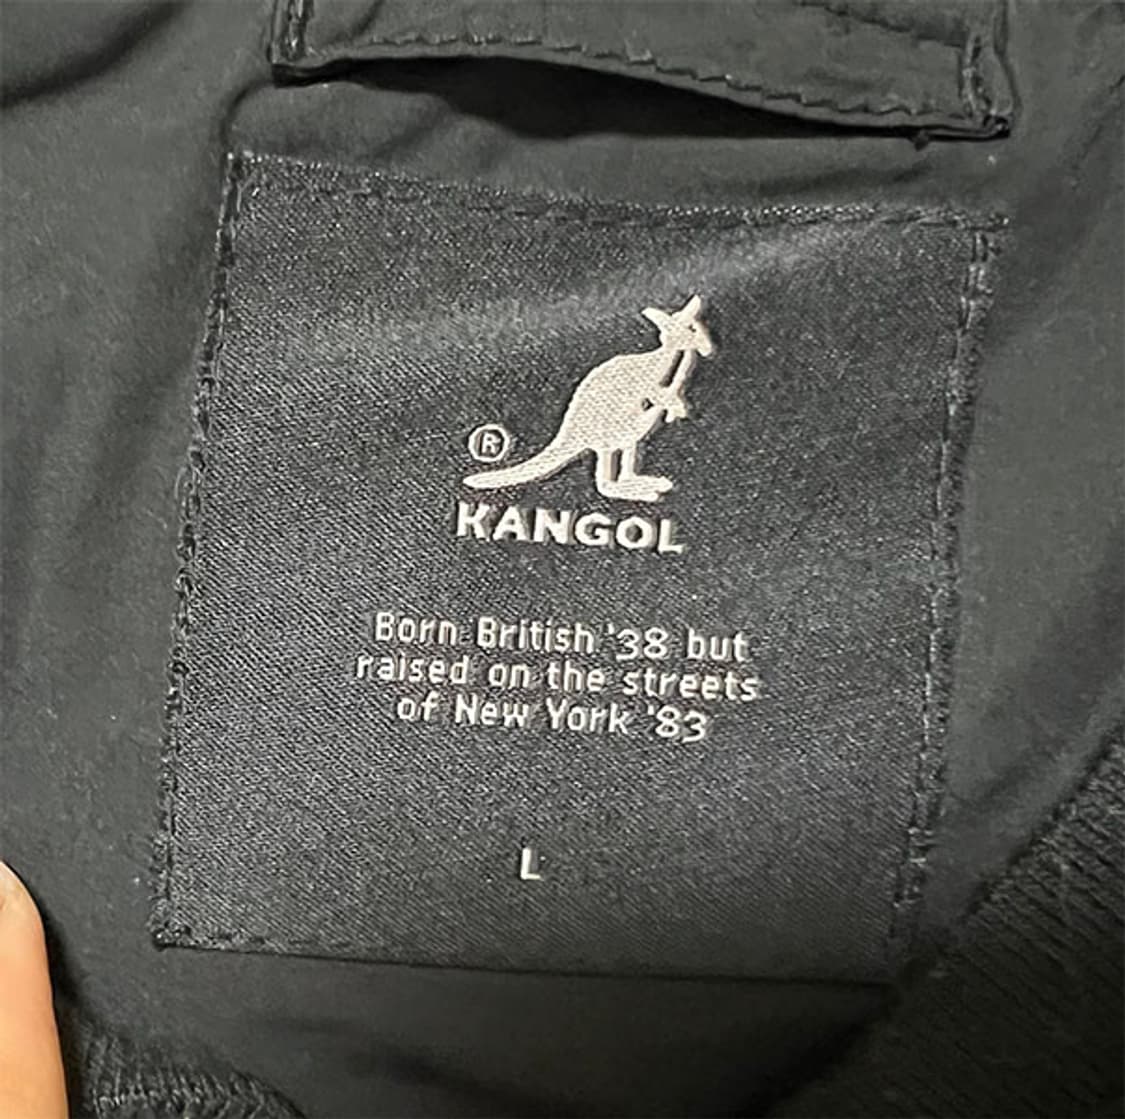 ®
KANGOL
Born British '38 but
raised on the streets
of New York '83
L